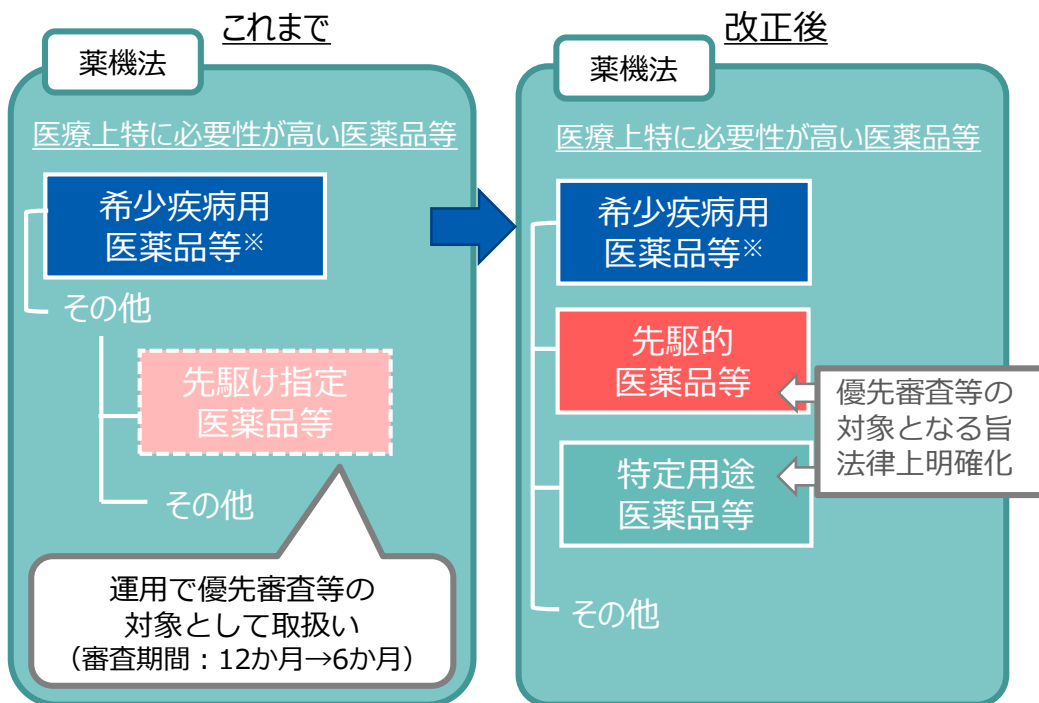 これまで
薬機法
医療上特に必要性が高い医薬品等
希少疾病用
医薬品等※
その他
先駆け指定
医薬品等
その他
運用で優先審査等の
対象として取扱い
（審査期間：12か月→6か月）
改正後
薬機法
医療上特に必要性が高い医薬品等
希少疾病用
医薬品等※
先駆的
医薬品等
優先審査等の
対象となる旨
法律上明確化
特定用途
医薬品等
その他